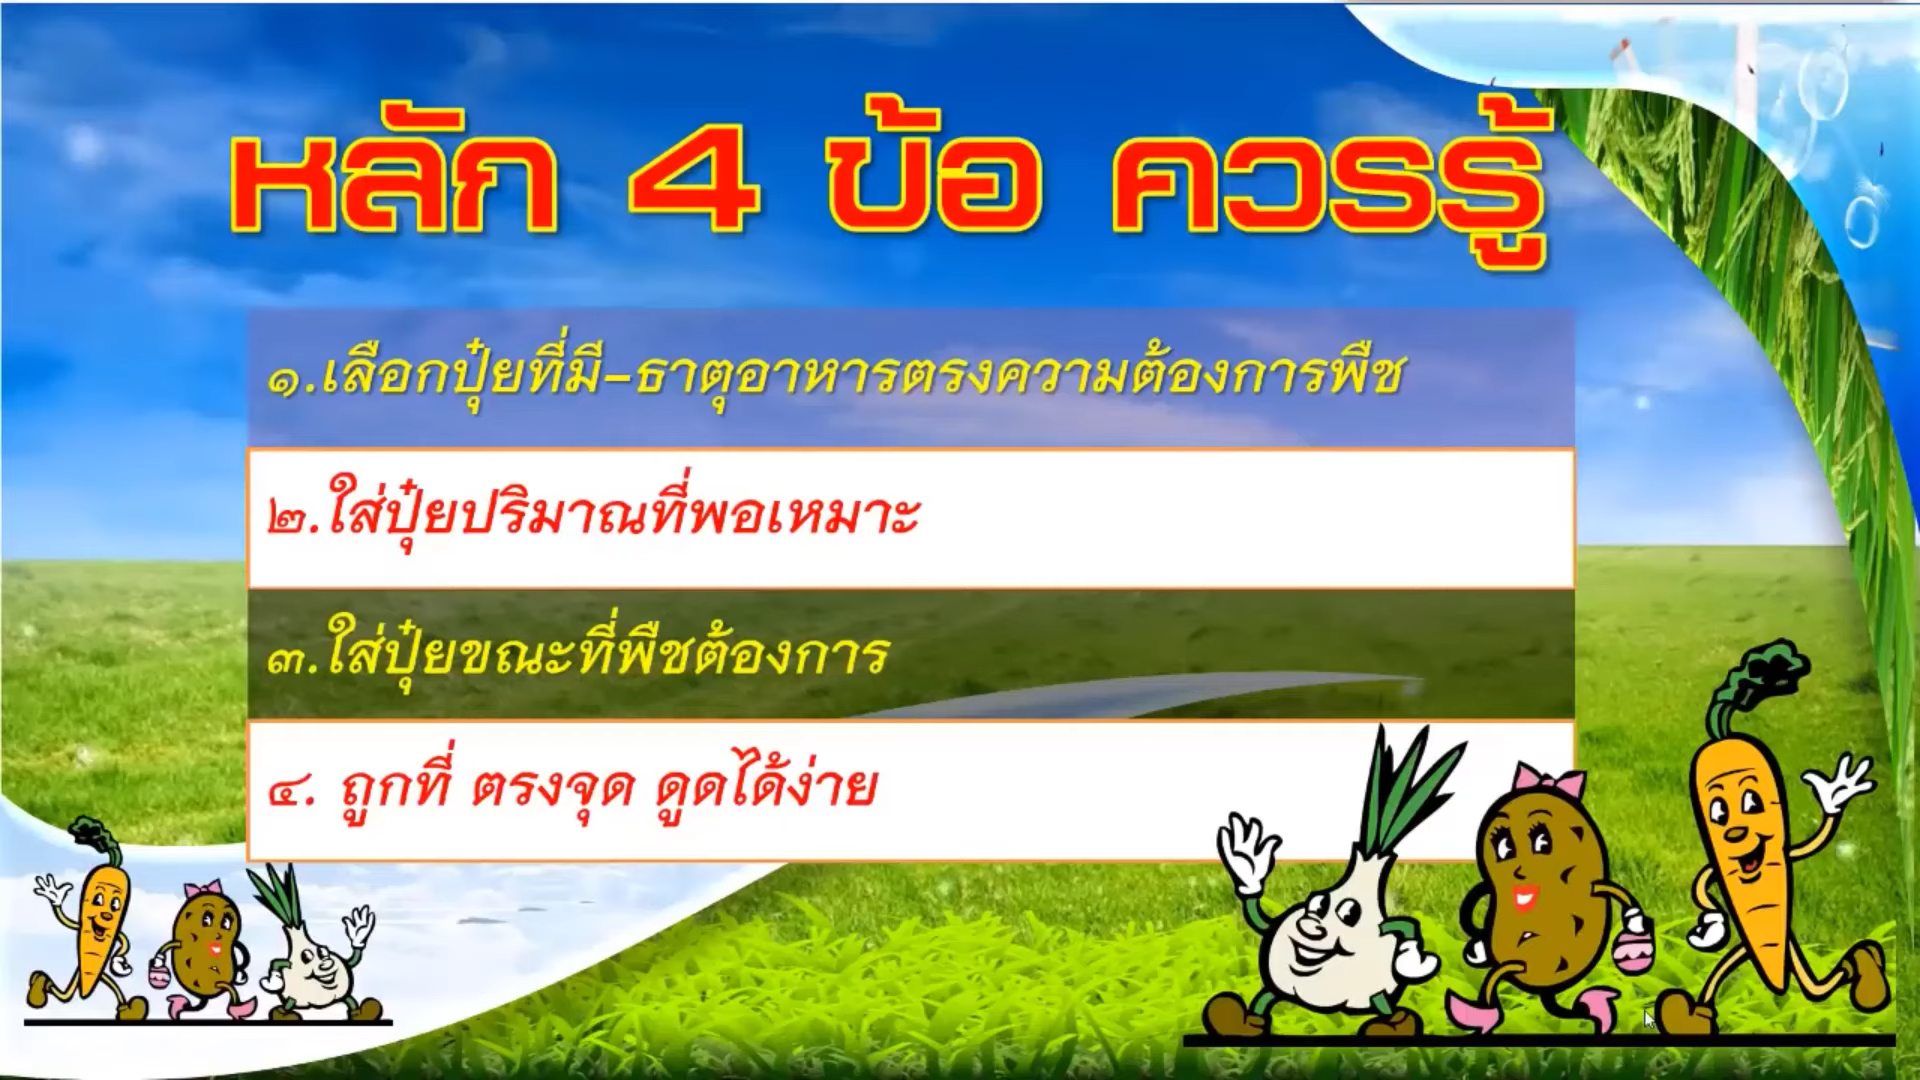 หลัก 4 ข้อ ควรรู้
๑.เลือกปุ๋ยที่มี-ธาตุอาหารตรงความต้องการพืช
๒.ใส่ปุ๋ยปริมาณที่พอเหมาะ
๓.ใส่ปุ๋ยขณะที่พืชต้องการ
๔. ถูกที่ ตรงจุด ดูดได้ง่าย